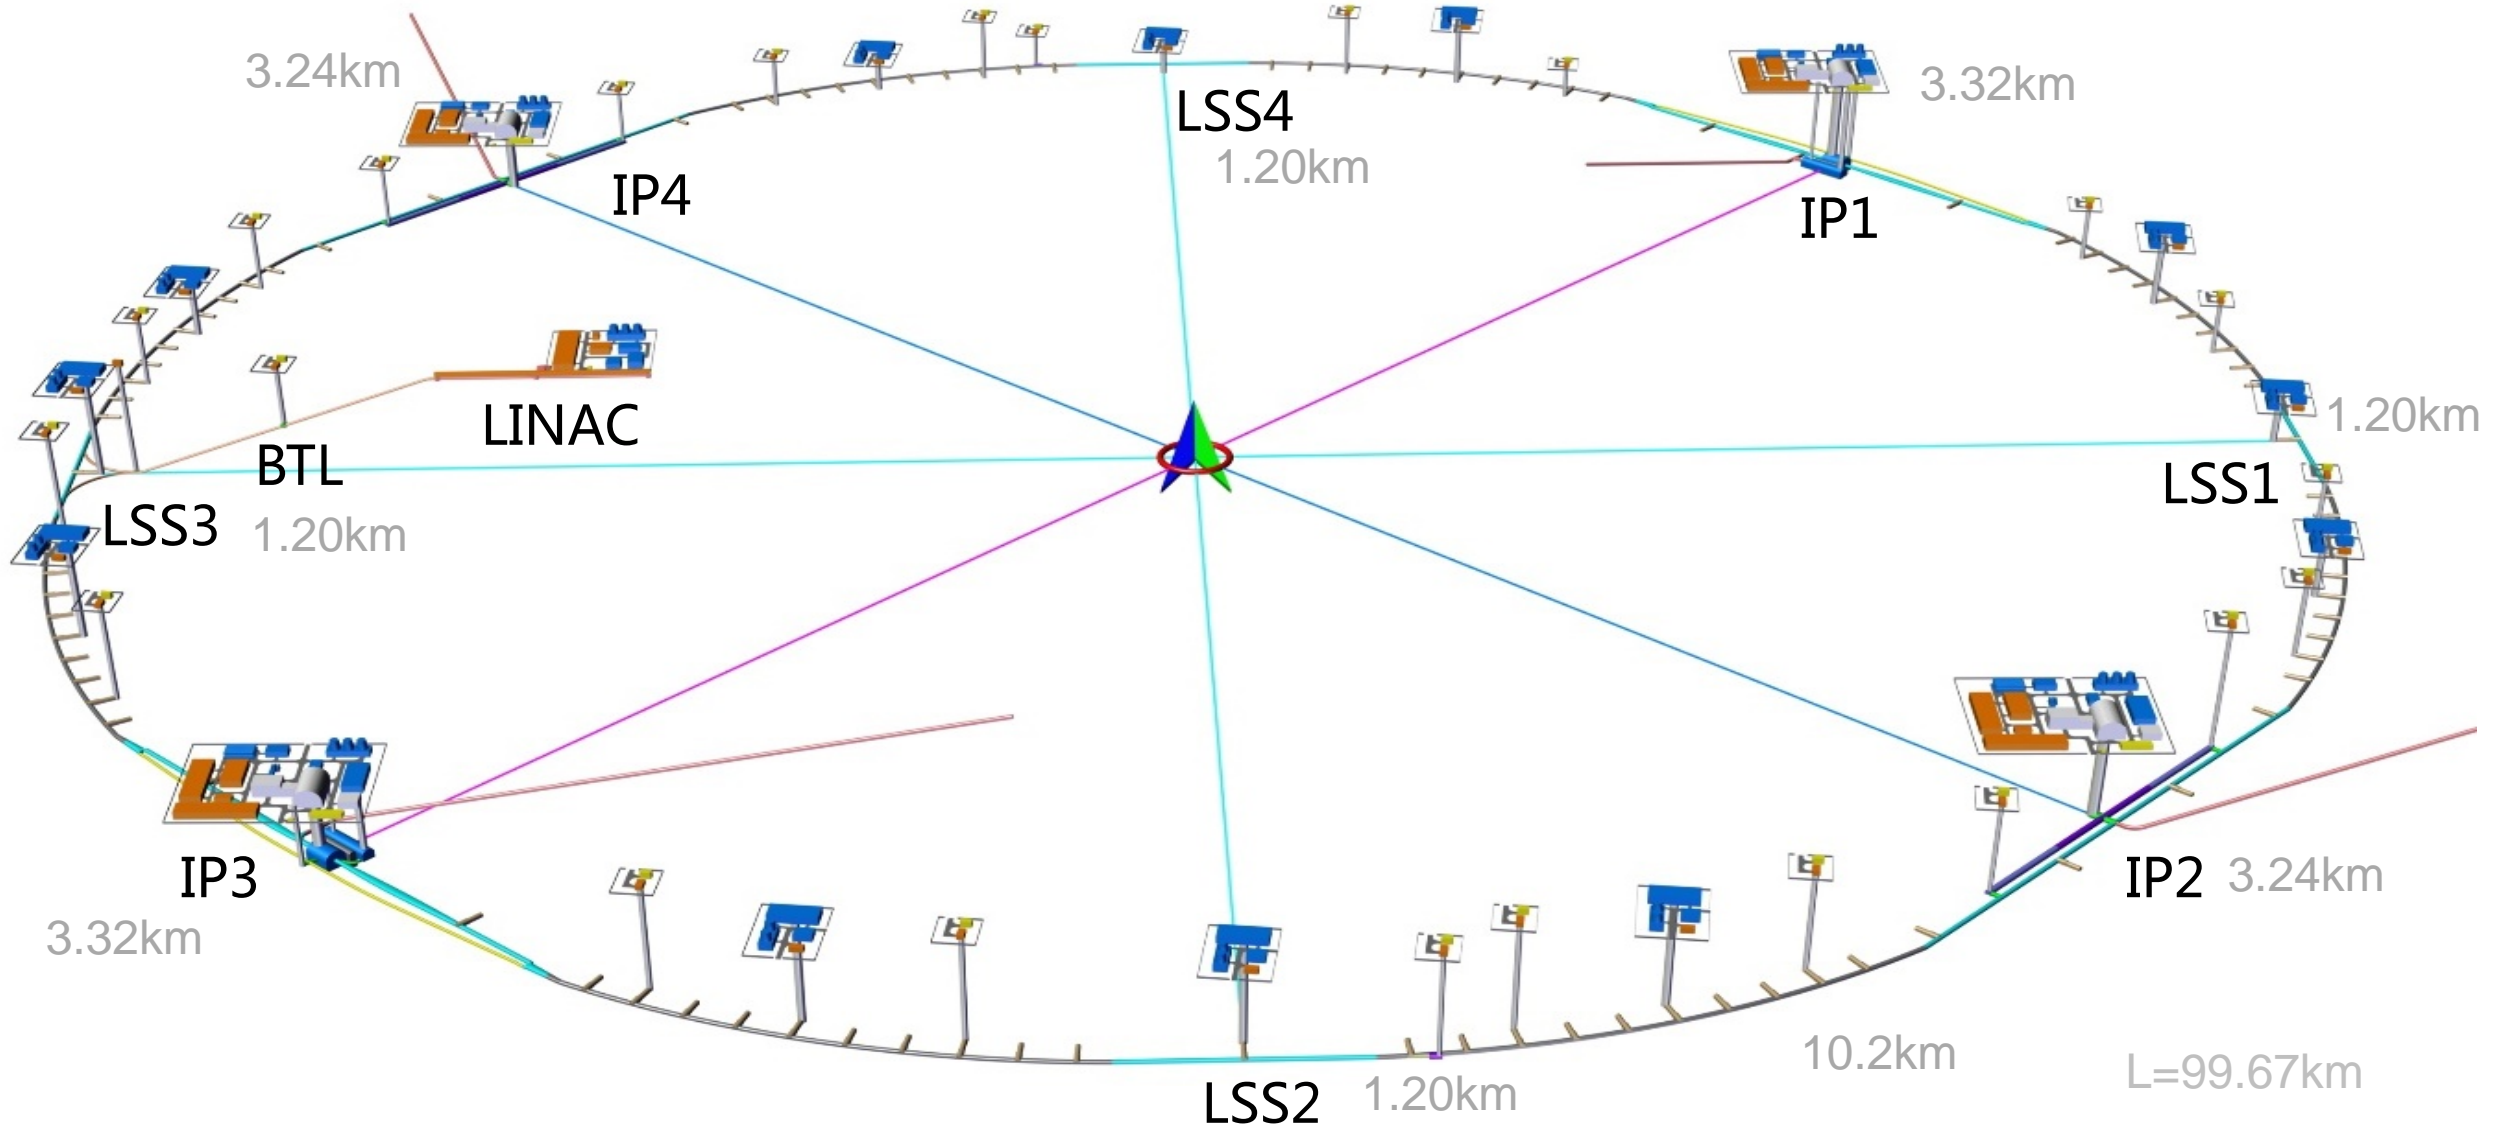 3.24km
3.32km
LSS4
1.20km
IP4
IP1
1.20km
LINAC
BTL
LSS1
LSS3
1.20km
IP3
IP2
3.24km
3.32km
10.2km
L=99.67km
LSS2
1.20km